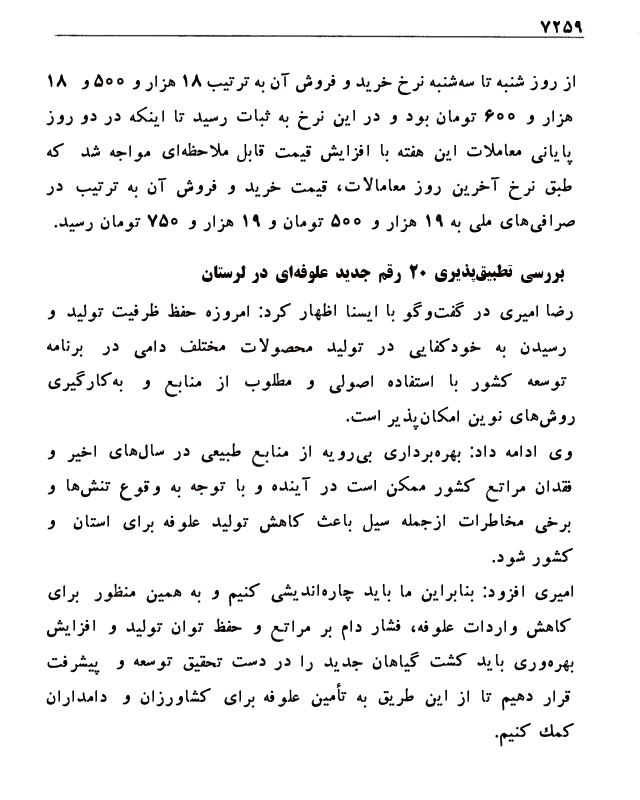 ۷۲۵۹
از روز شنبه تا سه‌شنبه نرخ خرید و فروش آن به ترتیب ۱۸ هزار و ۵۰۰ و ۱۸
هزار و ۶۰۰ تومان بود و در این نرخ به ثبات رسید تا اینکه در دو روز
پایانی معاملات این هفته با افزایش قیمت قابل ملاحظه‌ای مواجه شد که
طبق نرخ آخرین روز معامالات، قیمت خرید و فروش آن به ترتیب در
صرافی‌های ملی به ۱۹ هزار و ۵۰۰ تومان و ۱۹ هزار و ۷۵۰ تومان رسید.
بررسی تطبیق‌پذیری ۲۰ رقم جدید علوفه‌ای در لرستان
رضا امیری در گفت‌وگو با ایسنا اظهار کرد: امروزه حفظ ظرفیت تولید و
رسیدن به خودکفایی در تولید محصولات مختلف دامی در برنامه
توسعه کشور با استفاده اصولی و مطلوب از منابع و به‌کارگیری
روش‌های نوین امکان‌پذیر است.
وی ادامه داد: بهره‌برداری بی‌رویه از منابع طبیعی در سال‌های اخیر و
فقدان مراتع کشور ممکن است در آینده و با توجه به وقوع تنش‌ها و
برخی مخاطرات ازجمله سیل باعث کاهش تولید علوفه برای استان و
کشور شود.
امیری افزود: بنابراین ما باید چاره‌اندیشی کنیم و به همین منظور برای
کاهش واردات علوفه، فشار دام بر مراتع و حفظ توان تولید و افزایش
بهره‌وری باید کشت گیاهان جدید را در دست تحقیق توسعه و پیشرفت
قرار دهیم تا از این طریق به تأمین علوفه برای کشاورزان و دامداران
کمك کنیم.